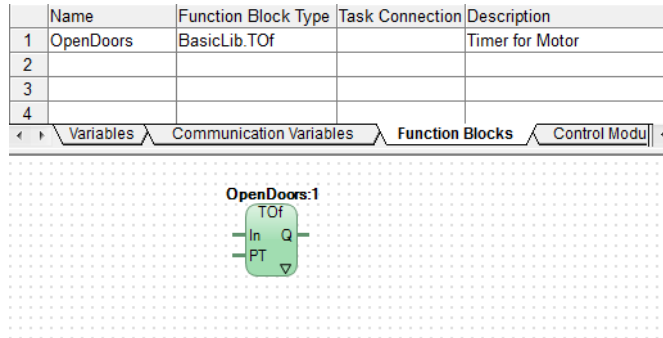 Name Function Block Type Task Connection Description
1 OpenDoors BasicLib.TOf Timer for Motor
2
3
4
Variables Communication Variables Function Blocks Control Modu
OpenDoors:1
TOf
In Q
PT